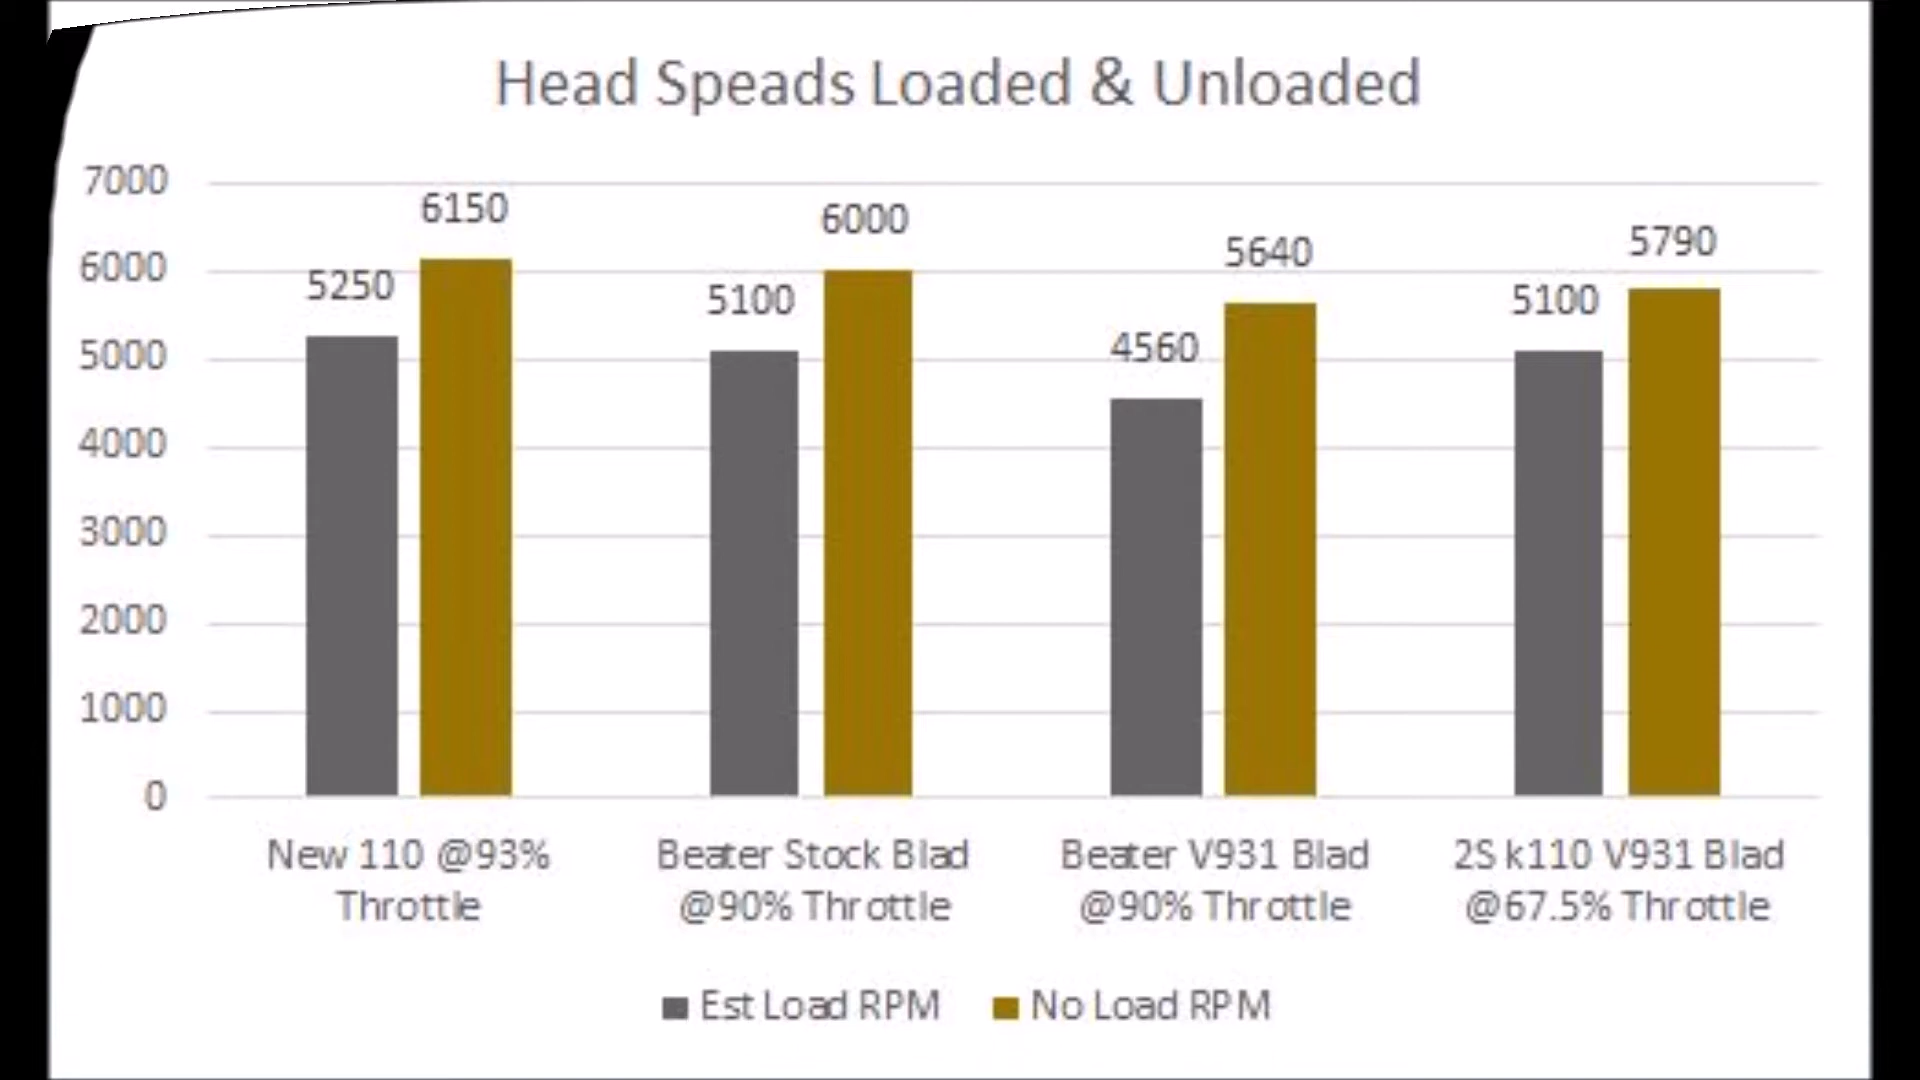 Head Speads Loaded & Unloaded
7000
6150
6000
5790
5640
6000
5250
5100
5100
4560
5000
4000
3000
2000
1000
0
New 110 @93%
Throttle
Beater Stock Blad
@90% Throttle
Beater V931 Blad
@90% Throttle
2S k110 V931 Blad
@67.5% Throttle
Est Load RPM
No Load RPM